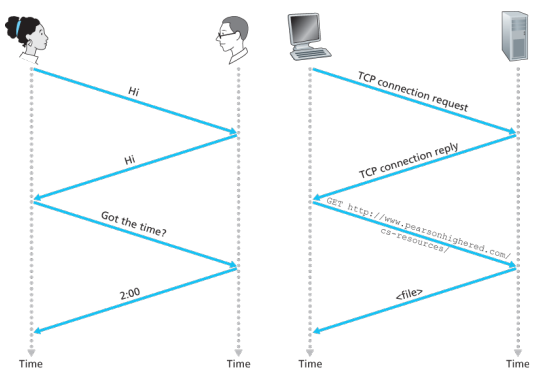 Hi
Hi
Got the time?
2:00
Time
Time
TCP connection request
TCP connection reply
GET http://www.pearsonhighered.com/
cs-resources/
<file>
Time
Time